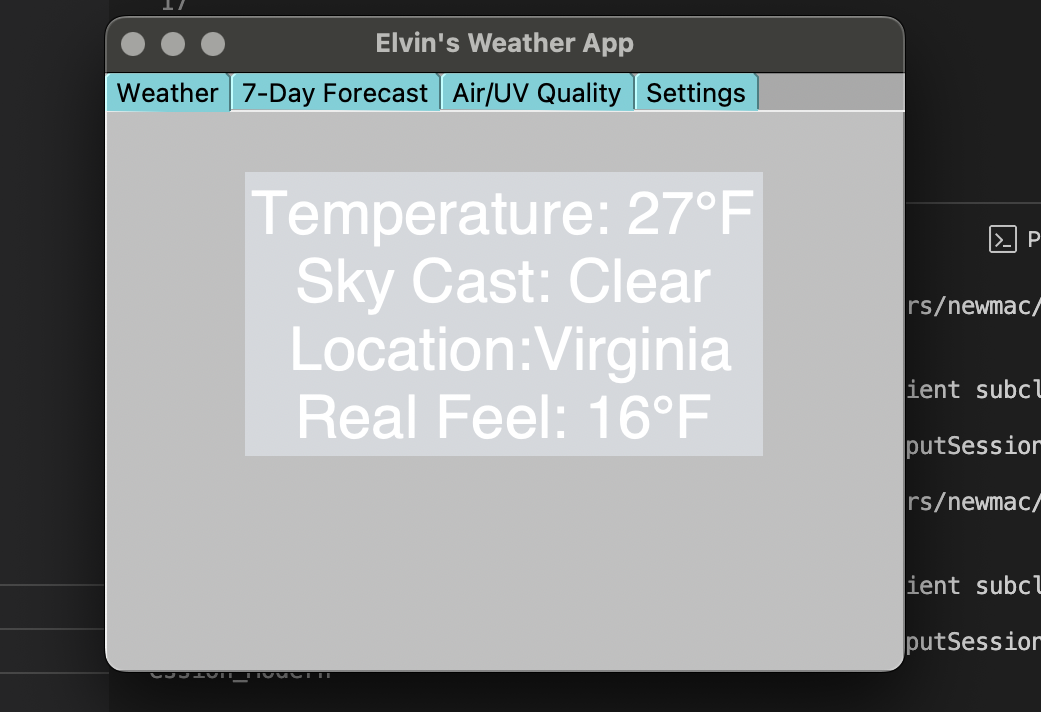 17
Elvin's Weather App
Weather 7-Day Forecast Air/UV Quality Settings
Temperature: 27°F
Sky Cast: Clear
Location:Virginia
Real Feel: 16°F
P
rs/newmac/
ient subcl
putSession
rs/newmac/
ient subcl
putSession
ession_Modern